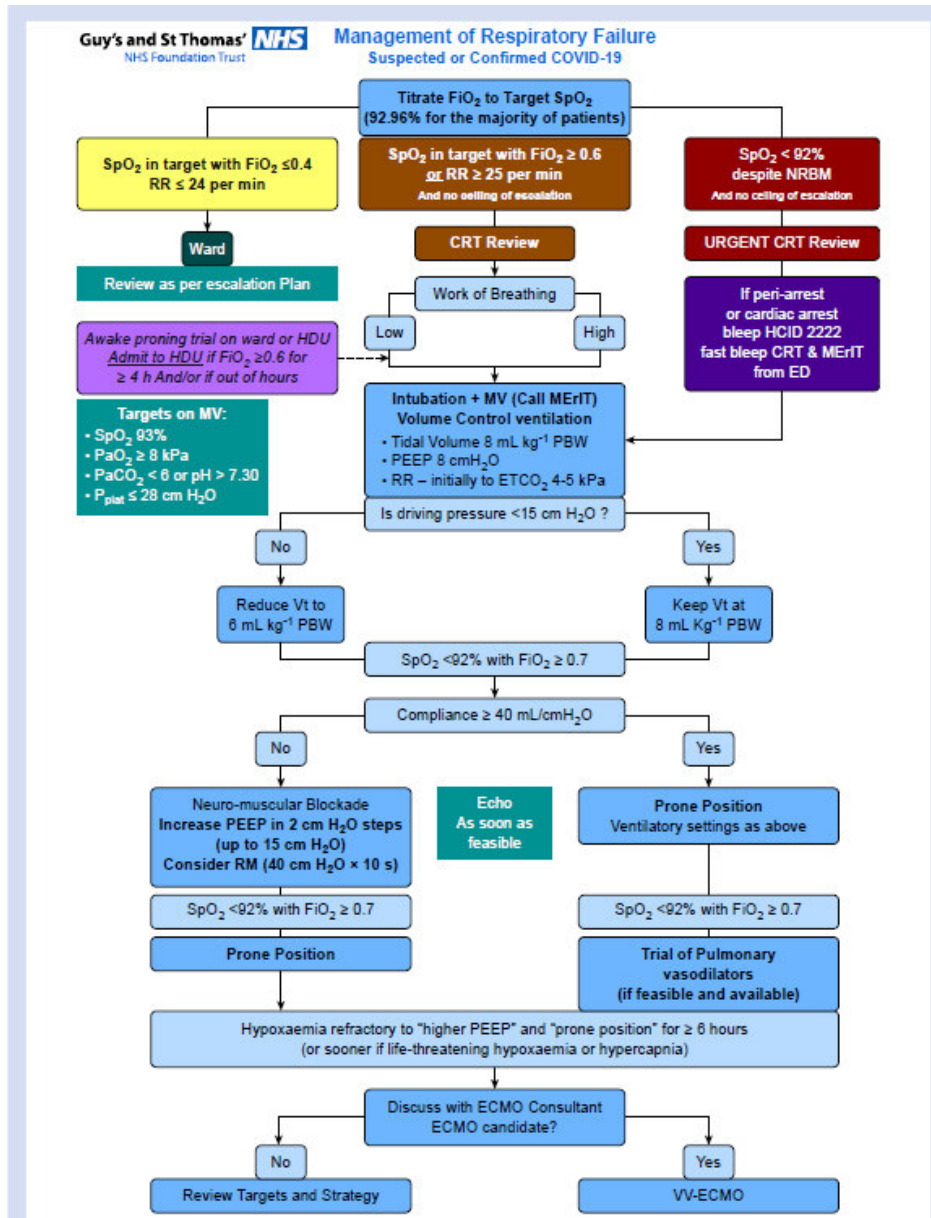 Guy's and St Thomas' NHS
NHS Foundation Trust
Management of Respiratory Failure
Suspected or Confirmed COVID-19
Titrate FiO₂ to Target SpO₂
(92.96% for the majority of patients)
SpO₂ in target with FiO₂ ≤0.4
RR ≤ 24 per min
SpO₂ in target with FiO₂ ≥ 0.6
or RR ≥ 25 per min
And no ceiling of escalation
SpO₂ < 92%
despite NRBM
And no celing of escalation
Ward
CRT Review
URGENT CRT Review
Review as per escalation Plan
Work of Breathing
Low
High
If peri-arrest
or cardiac arrest
bleep HCID 2222
fast bleep CRT & MErIT
from ED
Awake proning trial on ward or HDU
Admit to HDU if FiO₂ ≥0.6 for
≥ 4 h And/or if out of hours
Intubation + MV (Call MErIT)
Volume Control ventilation
• Tidal Volume 8 mL kg⁻¹ PBW
• PEEP 8 cmH₂O
• RR – initially to ETCO₂ 4-5 kPa
Targets on MV:
• SpO₂ 93%
• PaO₂ ≥ 8 kPa
• PaCO₂ < 6 or pH > 7.30
• Pplat ≤ 28 cm H₂O
Is driving pressure <15 cm H₂O ?
No
Yes
Reduce Vt to
6 mL kg⁻¹ PBW
Keep Vt at
8 mL Kg⁻¹ PBW
SpO₂ <92% with FiO₂ ≥ 0.7
Compliance ≥ 40 mL/cmH₂O
No
Yes
Neuro-muscular Blockade
Increase PEEP in 2 cm H₂O steps
(up to 15 cm H₂O)
Consider RM (40 cm H₂O × 10 s)
Echo
As soon as
feasible
Prone Position
Ventilatory settings as above
SpO₂ <92% with FiO₂ ≥ 0.7
SpO₂ <92% with FiO₂ ≥ 0.7
Prone Position
Trial of Pulmonary
vasodilators
(if feasible and available)
Hypoxaemia refractory to "higher PEEP" and "prone position" for ≥ 6 hours
(or sooner if life-threatening hypoxaemia or hypercapnia)
Discuss with ECMO Consultant
ECMO candidate?
No
Yes
Review Targets and Strategy
VV-ECMO